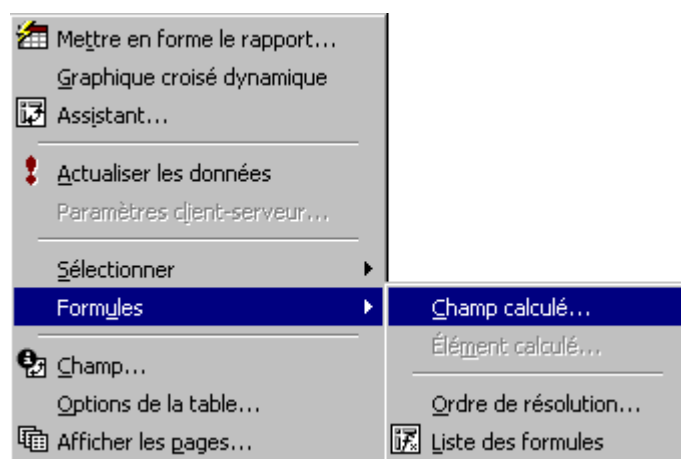 Mettre en forme le rapport...
Graphique croisé dynamique
Assistant...
Actualiser les données
Paramètres client-serveur...
Sélectionner
Formules
Champ calculé...
Élément calculé...
Champ...
Options de la table...
Ordre de résolution...
Afficher les pages...
Liste des formules